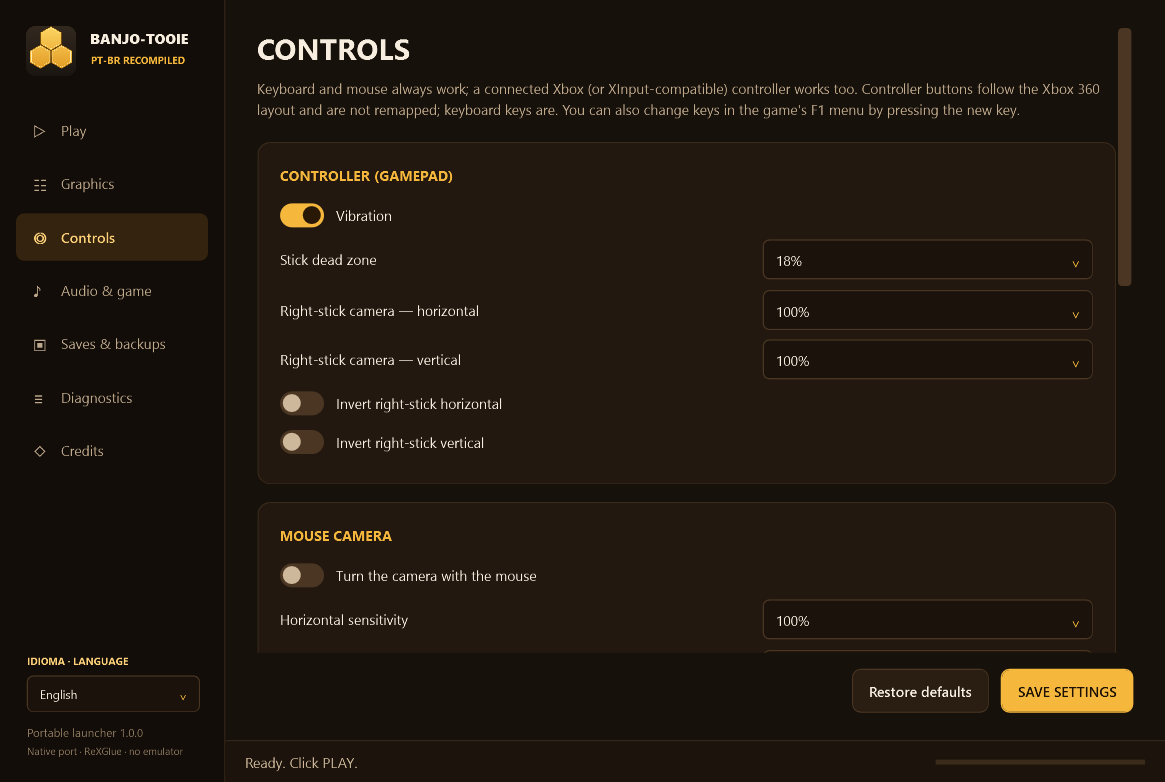 BANJO-TOOIE
PT-BR RECOMPILED
Play
Graphics
Controls
Audio & game
Saves & backups
Diagnostics
Credits
IDIOMA · LANGUAGE
English
Portable launcher 1.0.0
Native port · ReXGlue · no emulator
CONTROLS
Keyboard and mouse always work; a connected Xbox (or XInput-compatible) controller works too. Controller buttons follow the Xbox 360
layout and are not remapped; keyboard keys are. You can also change keys in the game's F1 menu by pressing the new key.
CONTROLLER (GAMEPAD)
Vibration
Stick dead zone 18%
Right-stick camera — horizontal 100%
Right-stick camera — vertical 100%
Invert right-stick horizontal
Invert right-stick vertical
MOUSE CAMERA
Turn the camera with the mouse
Horizontal sensitivity 100%
Restore defaults SAVE SETTINGS
Ready. Click PLAY.